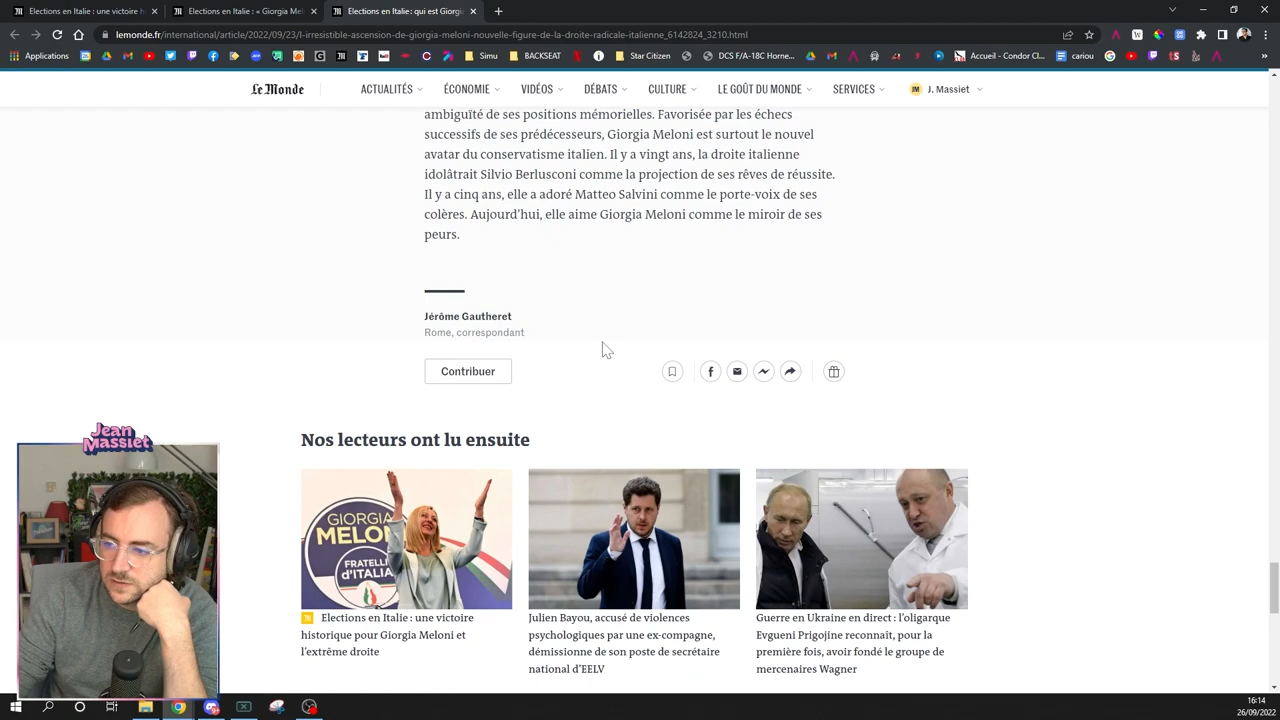 Elections en Italie : une victoire h
Elections en Italie : « Giorgia Mel
Elections en Italie : qui est Giorgi
lemonde.fr/international/article/2022/09/23/l-irresistible-ascension-de-giorgia-meloni-nouvelle-figure-de-la-droite-radicale-italienne_6142824_3210.html
Applications
Simu
BACKSEAT
Star Citizen
DCS F/A-18C Horne...
Accueil - Condor Cl...
cariou
Le Monde
ACTUALITÉS
ÉCONOMIE
VIDÉOS
DÉBATS
CULTURE
LE GOÛT DU MONDE
SERVICES
JM
J. Massiet
ambiguïté de ses positions mémorielles. Favorisée par les échecs
successifs de ses prédécesseurs, Giorgia Meloni est surtout le nouvel
avatar du conservatisme italien. Il y a vingt ans, la droite italienne
idolâtrait Silvio Berlusconi comme la projection de ses rêves de réussite.
Il y a cinq ans, elle a adoré Matteo Salvini comme le porte-voix de ses
colères. Aujourd'hui, elle aime Giorgia Meloni comme le miroir de ses
peurs.
Jérôme Gautheret
Rome, correspondant
Contribuer
Jean
Massiet
Nos lecteurs ont lu ensuite
GIORGIA
MELONI
FRATELLI
d'ITALIA
Elections en Italie : une victoire
historique pour Giorgia Meloni et
l'extrême droite
Julien Bayou, accusé de violences
psychologiques par une ex-compagne,
démissionne de son poste de secrétaire
national d'EELV
Guerre en Ukraine en direct : l'oligarque
Evgueni Prigojine reconnaît, pour la
première fois, avoir fondé le groupe de
mercenaires Wagner
16:14
26/09/2022